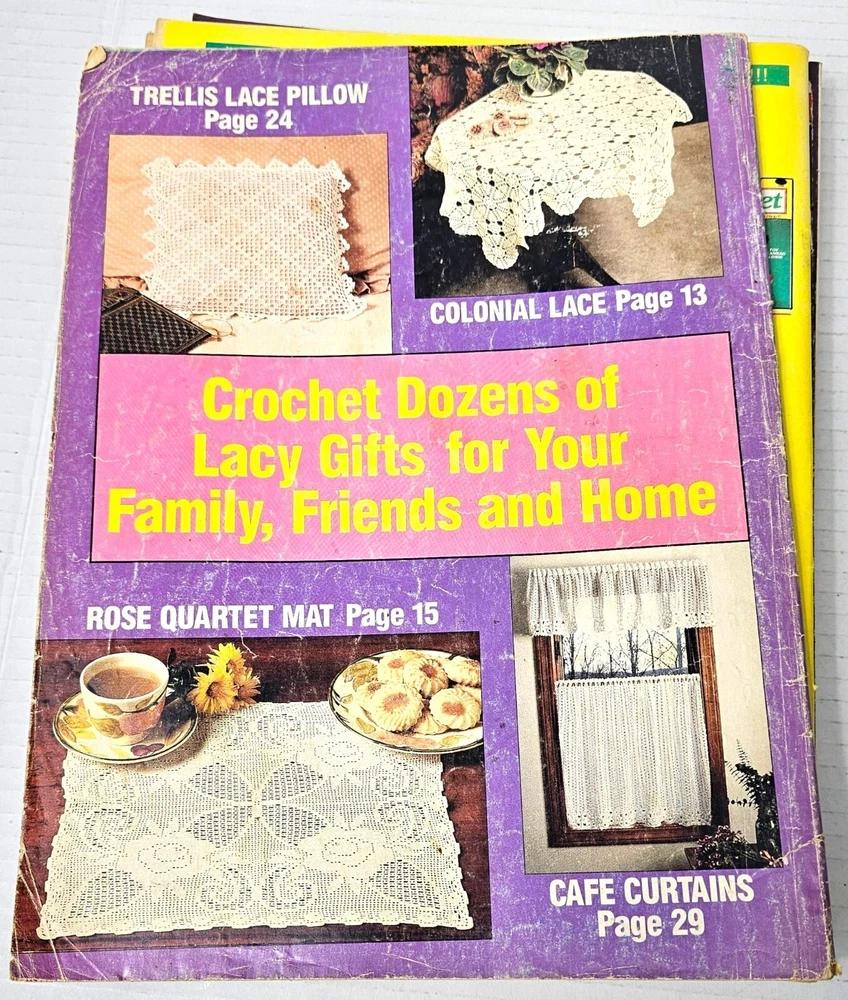 TRELLIS LACE PILLOW
Page 24
COLONIAL LACE Page 13
Crochet Dozens of
Lacy Gifts for Your
Family, Friends and Home
ROSE QUARTET MAT Page 15
CAFE CURTAINS
Page 29
!!
et